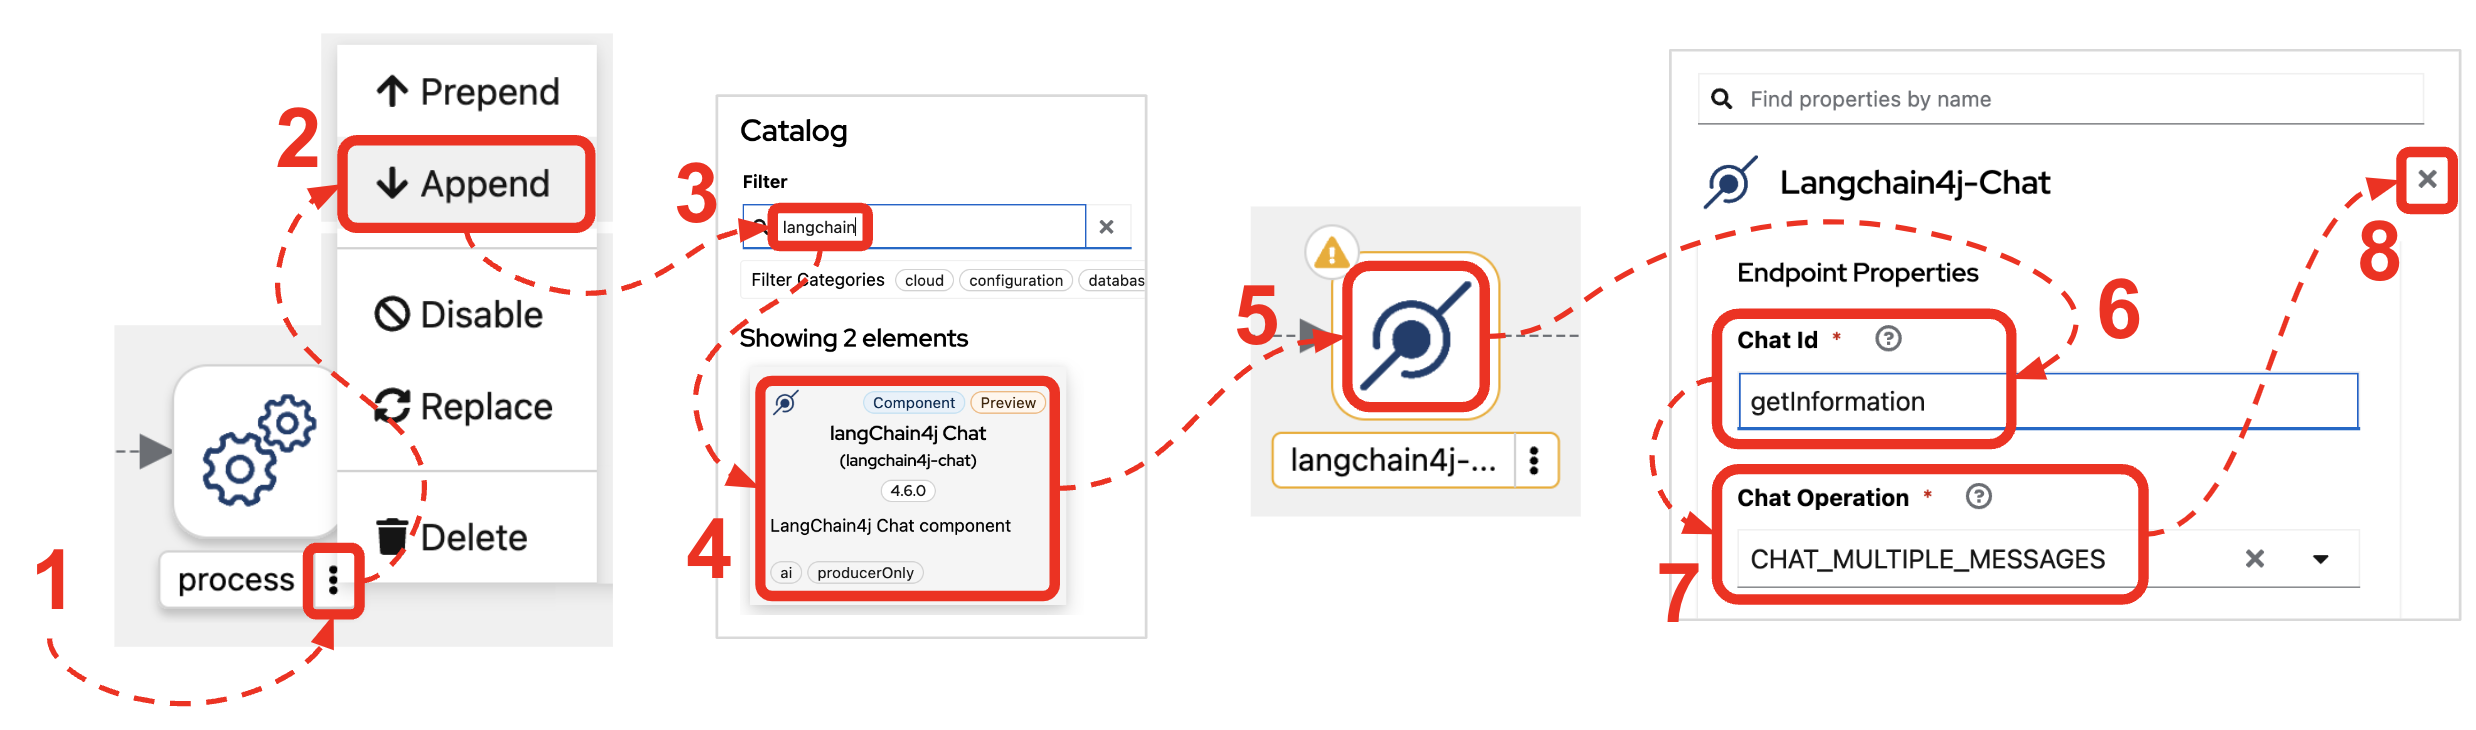 1
2
Prepend
Append
Disable
Replace
Delete
process
3
Catalog
Filter
langchain
Filter Categories cloud configuration databas
Showing 2 elements
4
Component Preview
langChain4j Chat
(langchain4j-chat)
4.6.0
LangChain4j Chat component
ai producerOnly
5
langchain4j-...
Find properties by name
Langchain4j-Chat
8
Endpoint Properties
6
Chat Id *
getInformation
7
Chat Operation *
CHAT_MULTIPLE_MESSAGES